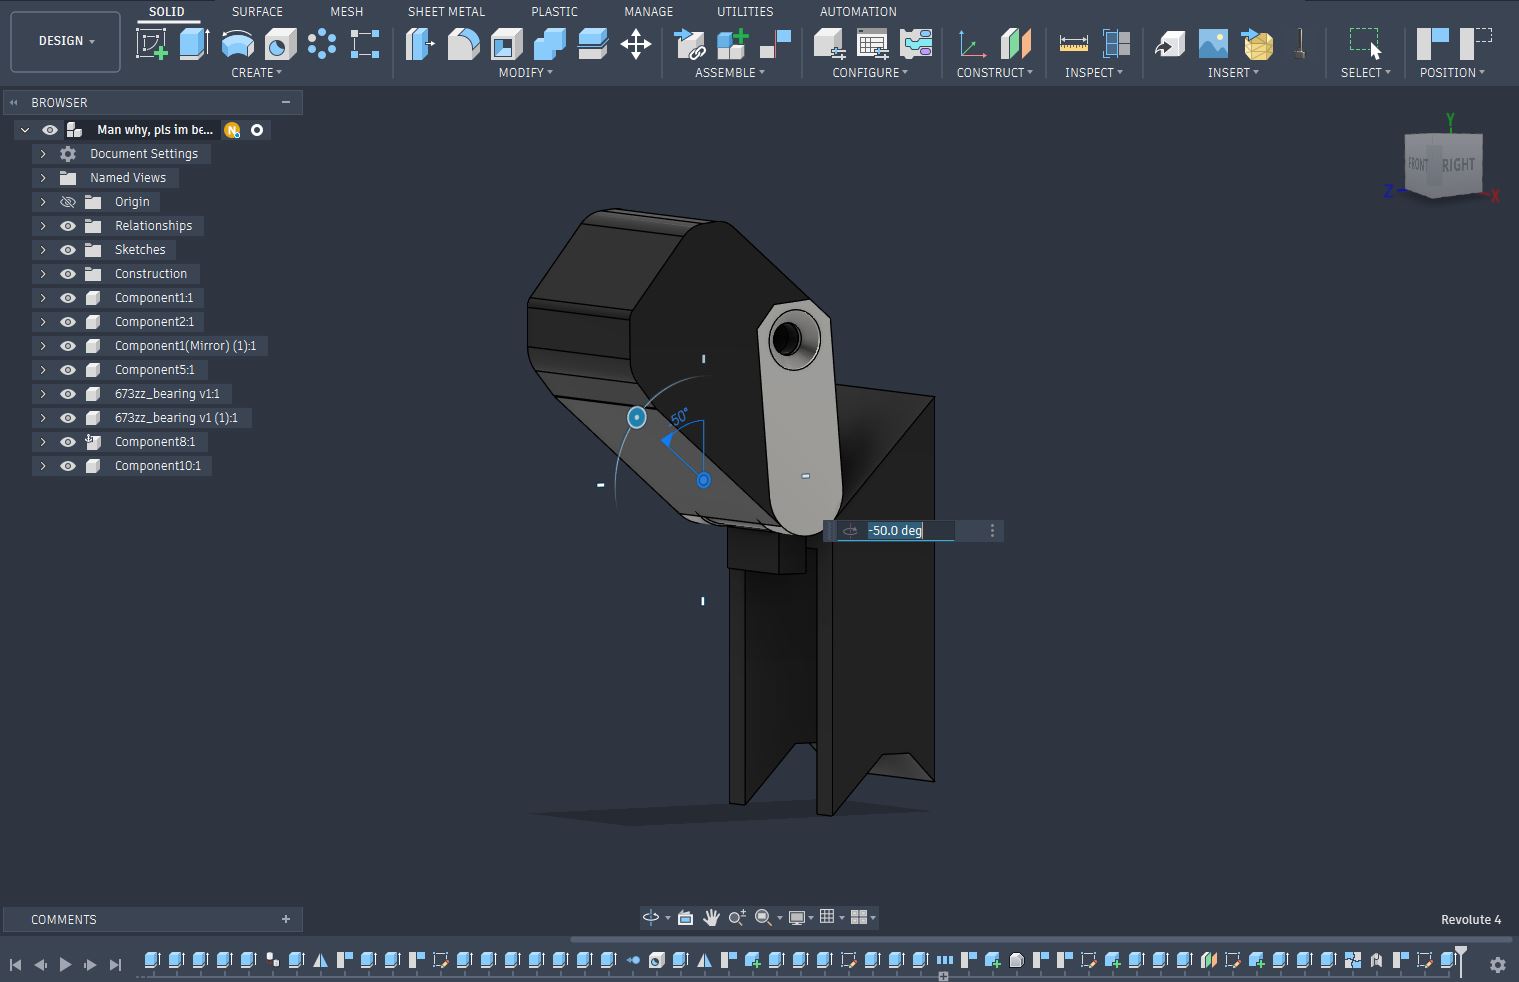 SOLID SURFACE MESH SHEET METAL PLASTIC MANAGE UTILITIES AUTOMATION
DESIGN
CREATE MODIFY ASSEMBLE CONFIGURE CONSTRUCT INSPECT INSERT SELECT POSITION
BROWSER
Man why, pls im be... N
Document Settings
Named Views
Origin
Relationships
Sketches
Construction
Component1:1
Component2:1
Component1(Mirror) (1):1
Component5:1
673zz_bearing v1:1
673zz_bearing v1 (1):1
Component8:1
Component10:1
Y
FRONT RIGHT
Z X
-50°
-50.0 deg
COMMENTS
Revolute 4